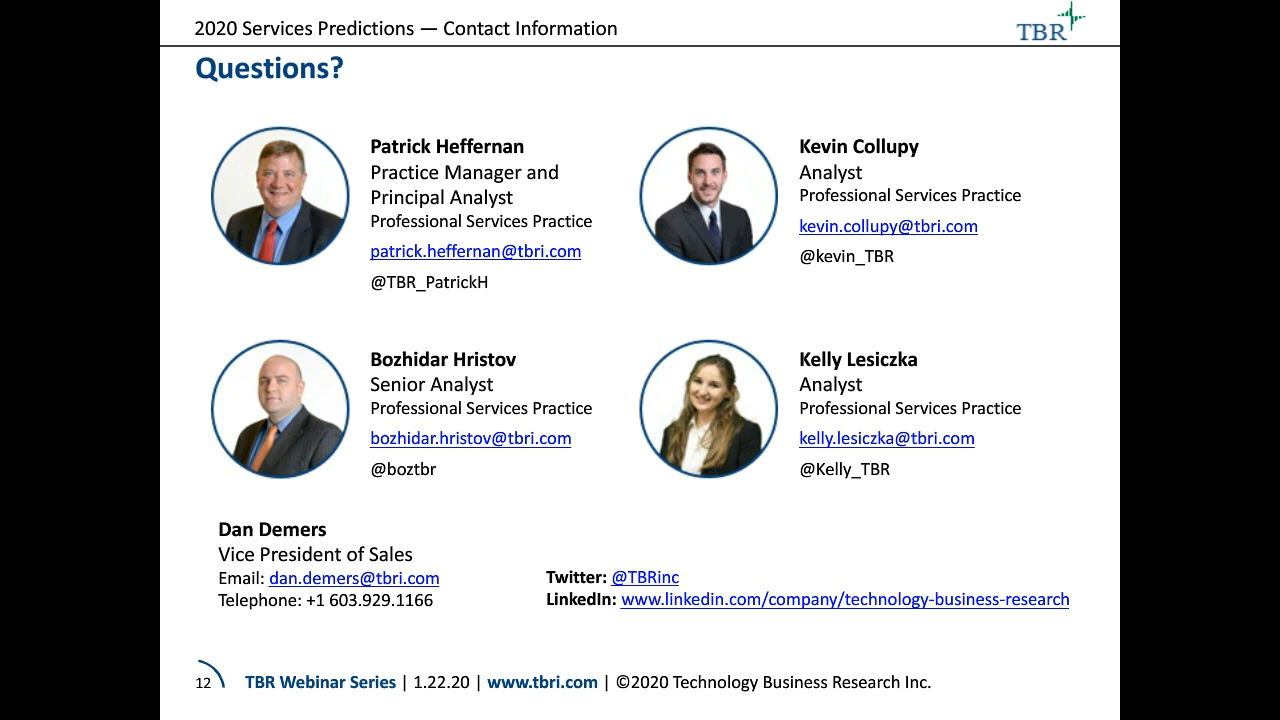 2020 Services Predictions — Contact Information
TBR
Questions?
Patrick Heffernan
Practice Manager and
Principal Analyst
Professional Services Practice
patrick.heffernan@tbri.com
@TBR_PatrickH
Kevin Collupy
Analyst
Professional Services Practice
kevin.collupy@tbri.com
@kevin_TBR
Bozhidar Hristov
Senior Analyst
Professional Services Practice
bozhidar.hristov@tbri.com
@boztbr
Kelly Lesiczka
Analyst
Professional Services Practice
kelly.lesiczka@tbri.com
@Kelly_TBR
Dan Demers
Vice President of Sales
Email: dan.demers@tbri.com
Telephone: +1 603.929.1166
Twitter: @TBRinc
LinkedIn: www.linkedin.com/company/technology-business-research
12 TBR Webinar Series | 1.22.20 | www.tbri.com | ©2020 Technology Business Research Inc.